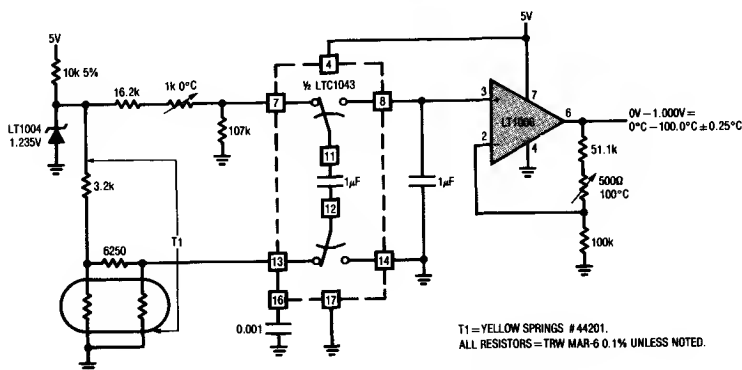 5V
5V
10k 5%
16.2k
1k 0°C
½ LTC1043
4
7
8
3
7
6
LT1006
0V–1.000V=
0°C–100.0°C±0.25°C
LT1004
1.235V
107k
2
4
51.1k
11
1µF
1µF
500Ω
100°C
3.2k
12
100k
T1
6250
13
14
16
17
0.001
T1=YELLOW SPRINGS #44201.
ALL RESISTORS=TRW MAR-6 0.1% UNLESS NOTED.